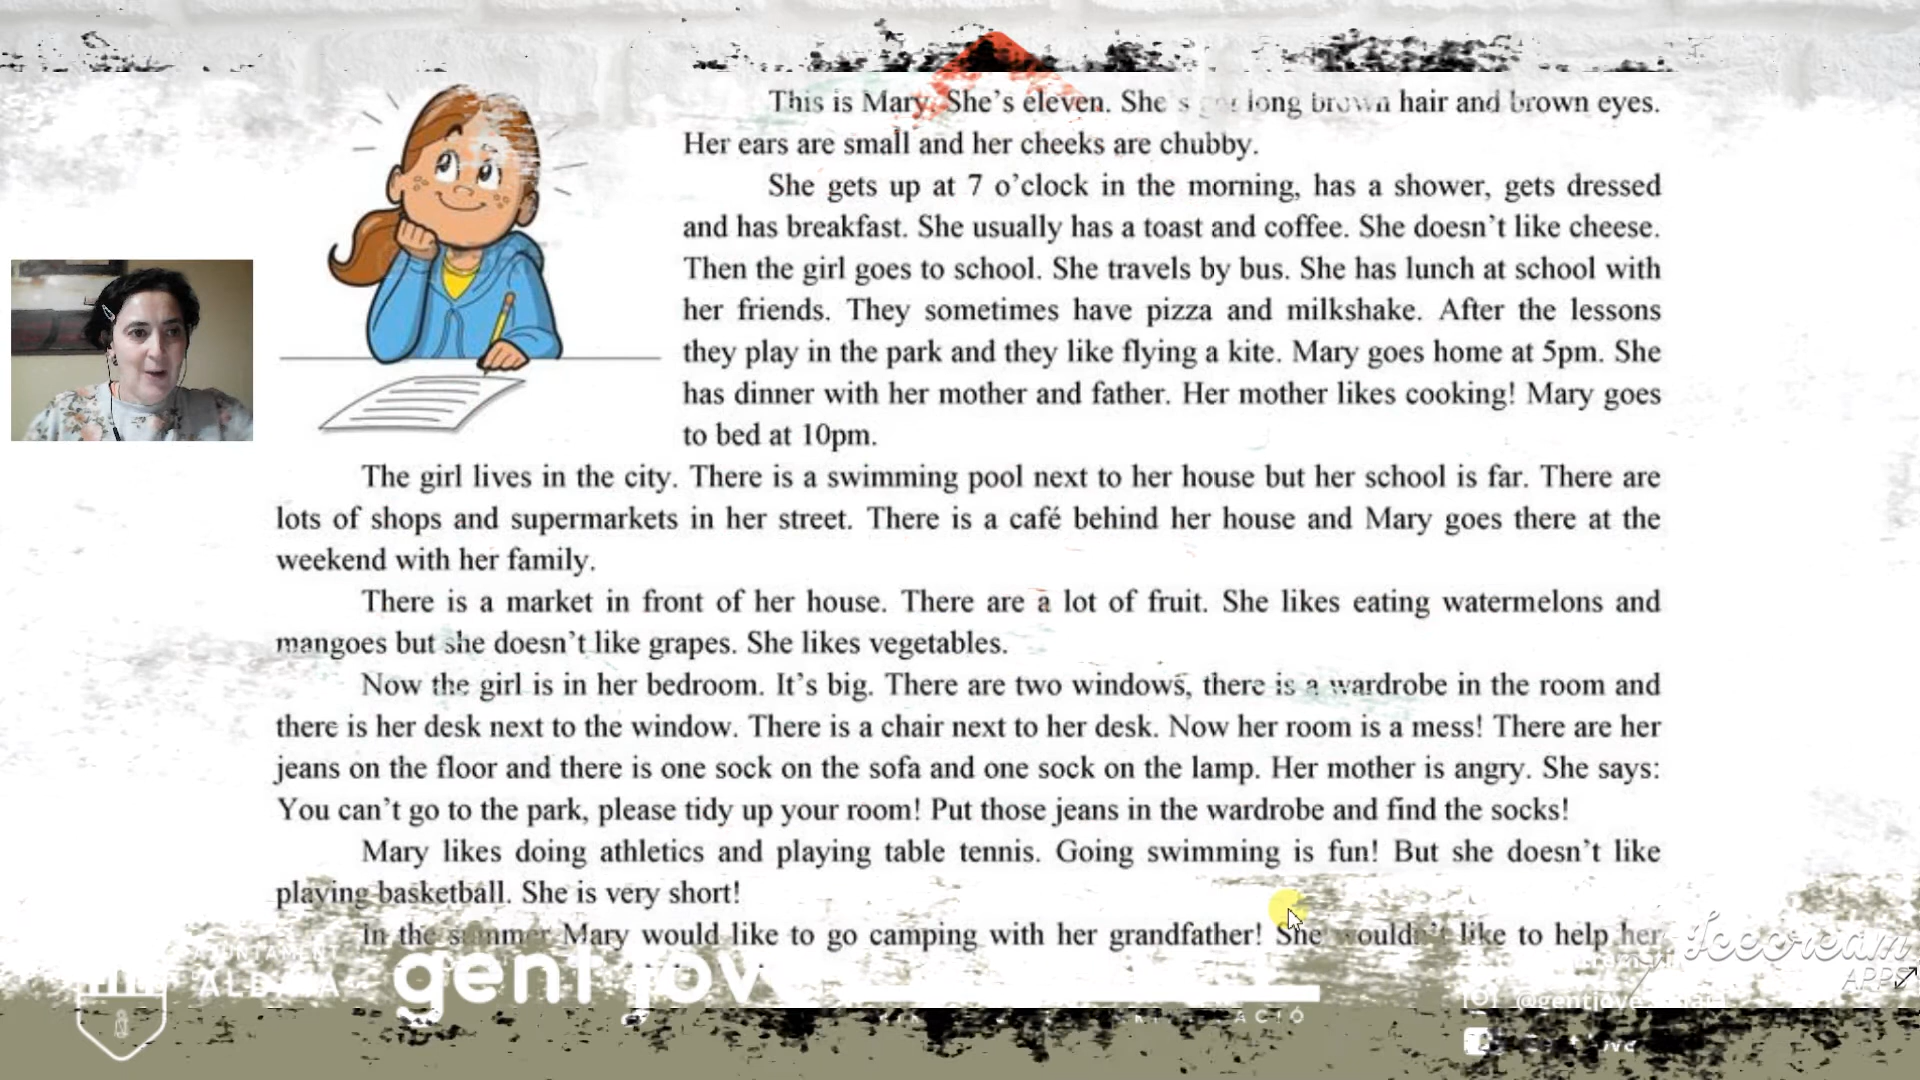 This is Mary. She's eleven. She's got long brown hair and brown eyes.
Her ears are small and her cheeks are chubby.
She gets up at 7 o'clock in the morning, has a shower, gets dressed
and has breakfast. She usually has a toast and coffee. She doesn't like cheese.
Then the girl goes to school. She travels by bus. She has lunch at school with
her friends. They sometimes have pizza and milkshake. After the lessons
they play in the park and they like flying a kite. Mary goes home at 5pm. She
has dinner with her mother and father. Her mother likes cooking! Mary goes
to bed at 10pm.
The girl lives in the city. There is a swimming pool next to her house but her school is far. There are
lots of shops and supermarkets in her street. There is a café behind her house and Mary goes there at the
weekend with her family.
There is a market in front of her house. There are a lot of fruit. She likes eating watermelons and
mangoes but she doesn't like grapes. She likes vegetables.
Now the girl is in her bedroom. It's big. There are two windows, there is a wardrobe in the room and
there is her desk next to the window. There is a chair next to her desk. Now her room is a mess! There are her
jeans on the floor and there is one sock on the sofa and one sock on the lamp. Her mother is angry. She says:
You can't go to the park, please tidy up your room! Put those jeans in the wardrobe and find the socks!
Mary likes doing athletics and playing table tennis. Going swimming is fun! But she doesn't like
playing basketball. She is very short!
In the summer Mary would like to go camping with her grandfather! She wouldn't like to help her
AJUNTAMENT
gent jove
Icecream
APPS